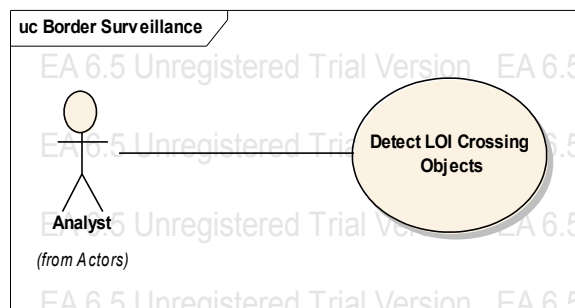 uc Border Surveillance
EA 6.5 Unregistered Trial Version EA 6.5
Detect LOI Crossing
Objects
EA 6.5 Unregistered Trial Version EA 6.5
Analyst
EA 6.5 Unregistered Trial Version EA 6.5
(from Actors)
EA 6.5 Unregistered Trial Version EA 6.5